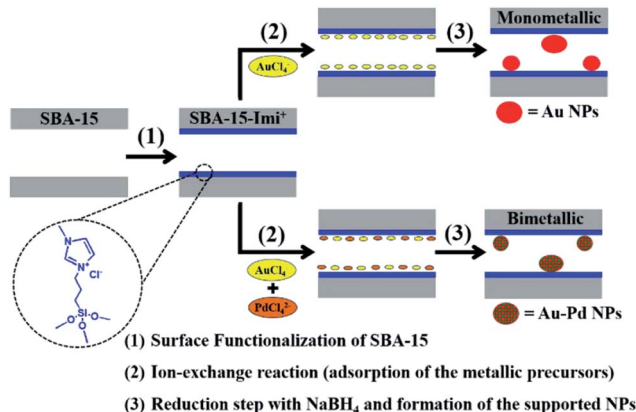 (2)
AuCl₄⁻
(3)
Monometallic
= Au NPs
SBA-15
(1)
SBA-15-Imi⁺
N
N⁺
Cl⁻
Si
O
O
O
(2)
AuCl₄⁻
+
PdCl₄²⁻
(3)
Bimetallic
= Au-Pd NPs
(1) Surface Functionalization of SBA-15
(2) Ion-exchange reaction (adsorption of the metallic precursors)
(3) Reduction step with NaBH₄ and formation of the supported NPs